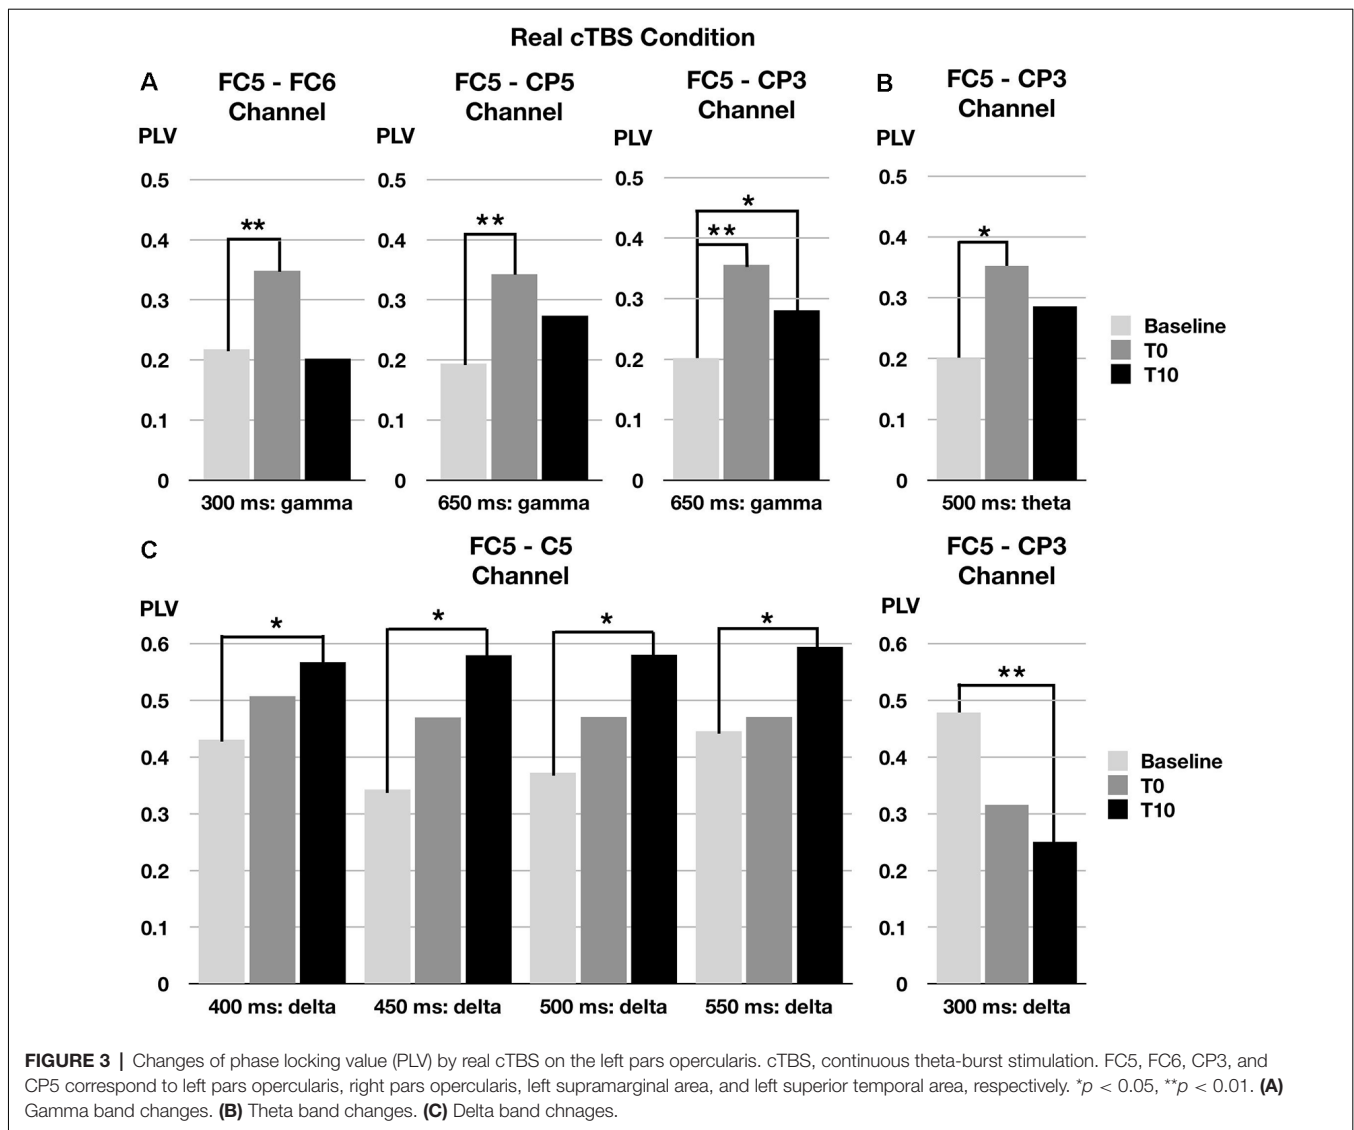 Real cTBS Condition
A
FC5 - FC6
Channel
FC5 - CP5
Channel
FC5 - CP3
Channel
B
FC5 - CP3
Channel
PLV
0.5
0.4
0.3
0.2
0.1
0
**
300 ms: gamma
PLV
0.5
0.4
0.3
0.2
0.1
0
**
650 ms: gamma
PLV
0.5
0.4
0.3
0.2
0.1
0
*
**
650 ms: gamma
PLV
0.5
0.4
0.3
0.2
0.1
0
*
500 ms: theta
Baseline
T0
T10
C
FC5 - C5
Channel
PLV
0.6
0.5
0.4
0.3
0.2
0.1
0
*
*
*
*
400 ms: delta
450 ms: delta
500 ms: delta
550 ms: delta
FC5 - CP3
Channel
PLV
0.6
0.5
0.4
0.3
0.2
0.1
0
**
300 ms: delta
Baseline
T0
T10
FIGURE 3 | Changes of phase locking value (PLV) by real cTBS on the left pars opercularis. cTBS, continuous theta-burst stimulation. FC5, FC6, CP3, and
CP5 correspond to left pars opercularis, right pars opercularis, left supramarginal area, and left superior temporal area, respectively. *p < 0.05, **p < 0.01. (A)
Gamma band changes. (B) Theta band changes. (C) Delta band chnages.